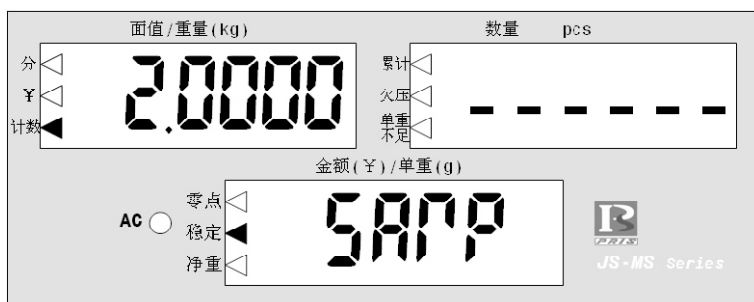 面值/重量(kg)
分
¥
计数
2.0000
数量 pcs
累计
欠压
单重
不足
------
金额(¥)/单重(g)
AC
零点
稳定
净重
SAMP
PRIS
JS-MS Series